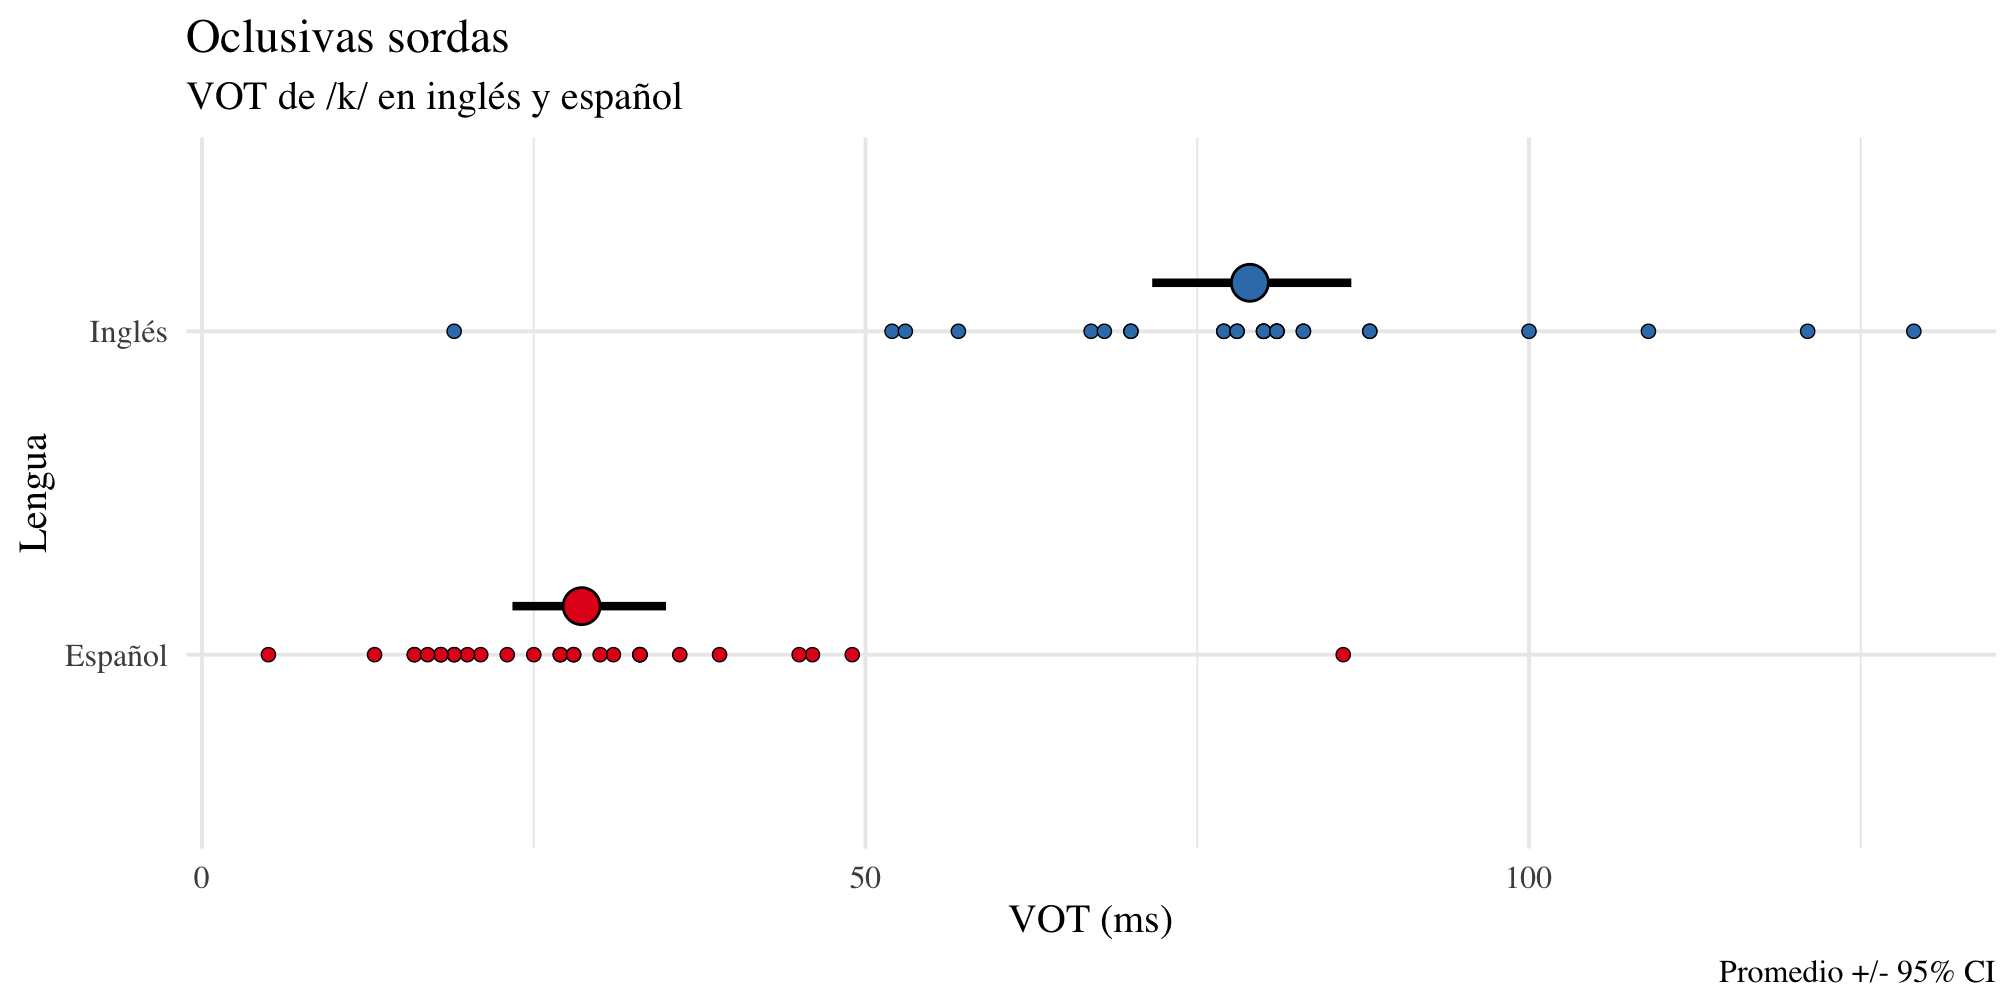 Oclusivas sordas
VOT de /k/ en inglés y español
Inglés
Lengua
Español
0 50 100
VOT (ms)
Promedio +/- 95% CI